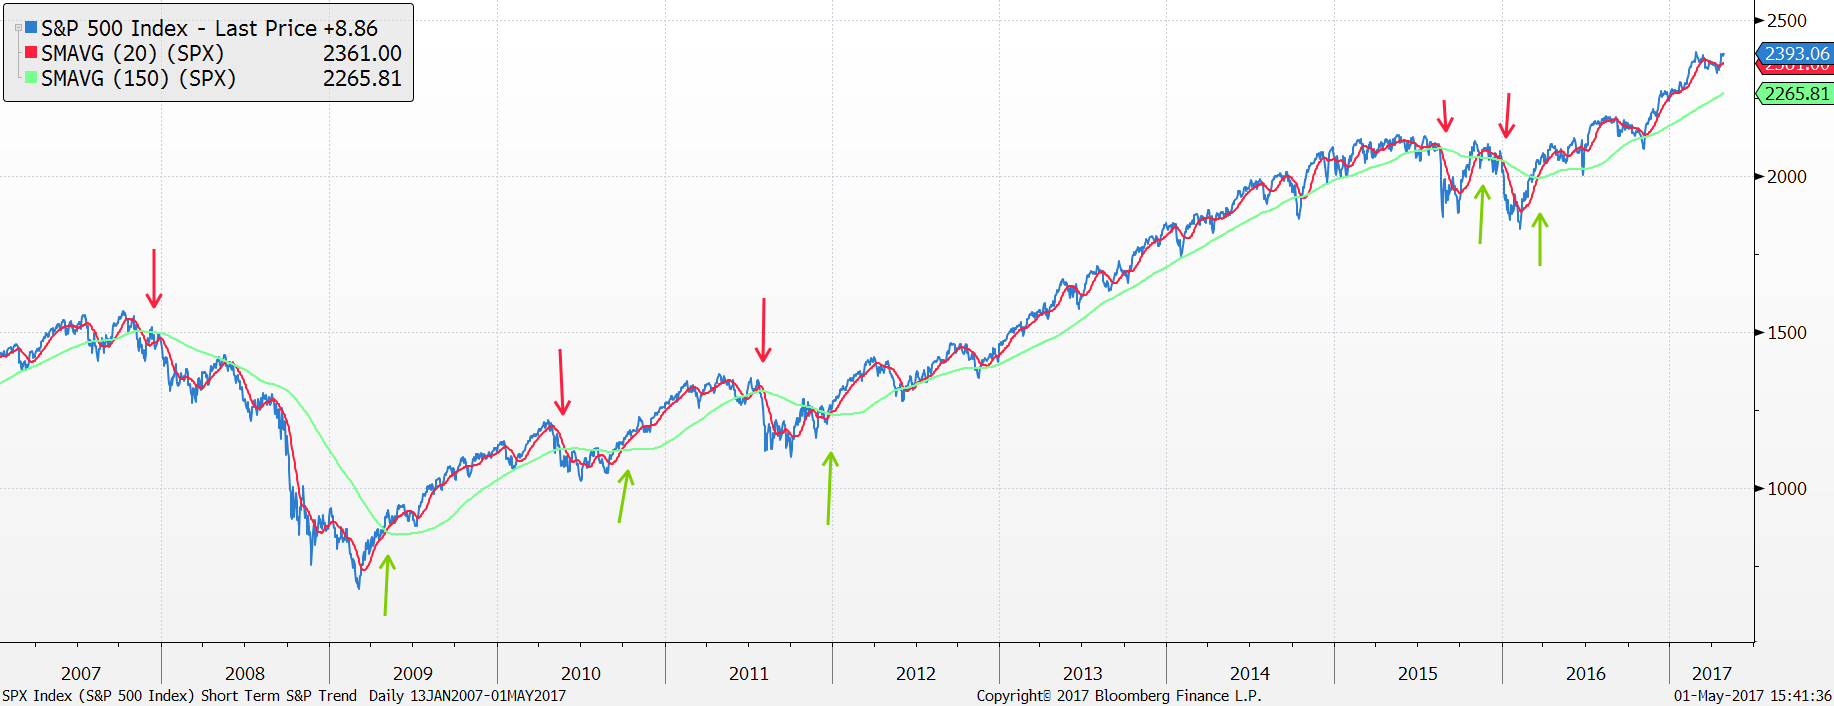 S&P 500 Index - Last Price +8.86
SMAVG (20) (SPX) 2361.00
SMAVG (150) (SPX) 2265.81
2500
2393.06
2361.00
2265.81
2000
1500
1000
2007 2008 2009 2010 2011 2012 2013 2014 2015 2016 2017
SPX Index (S&P 500 Index) Short Term S&P Trend Daily 13JAN2007-01MAY2017 Copyright© 2017 Bloomberg Finance L.P. 01-May-2017 15:41:36